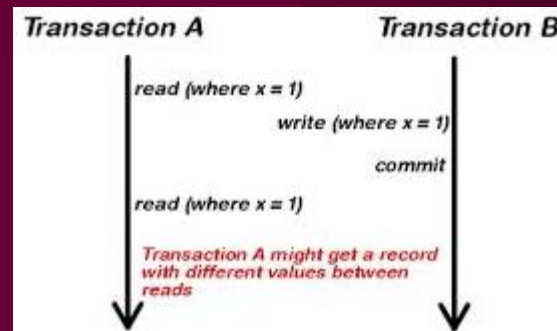 Transaction A
Transaction B
read (where x = 1)
write (where x = 1)
commit
read (where x = 1)
Transaction A might get a record
with different values between
reads